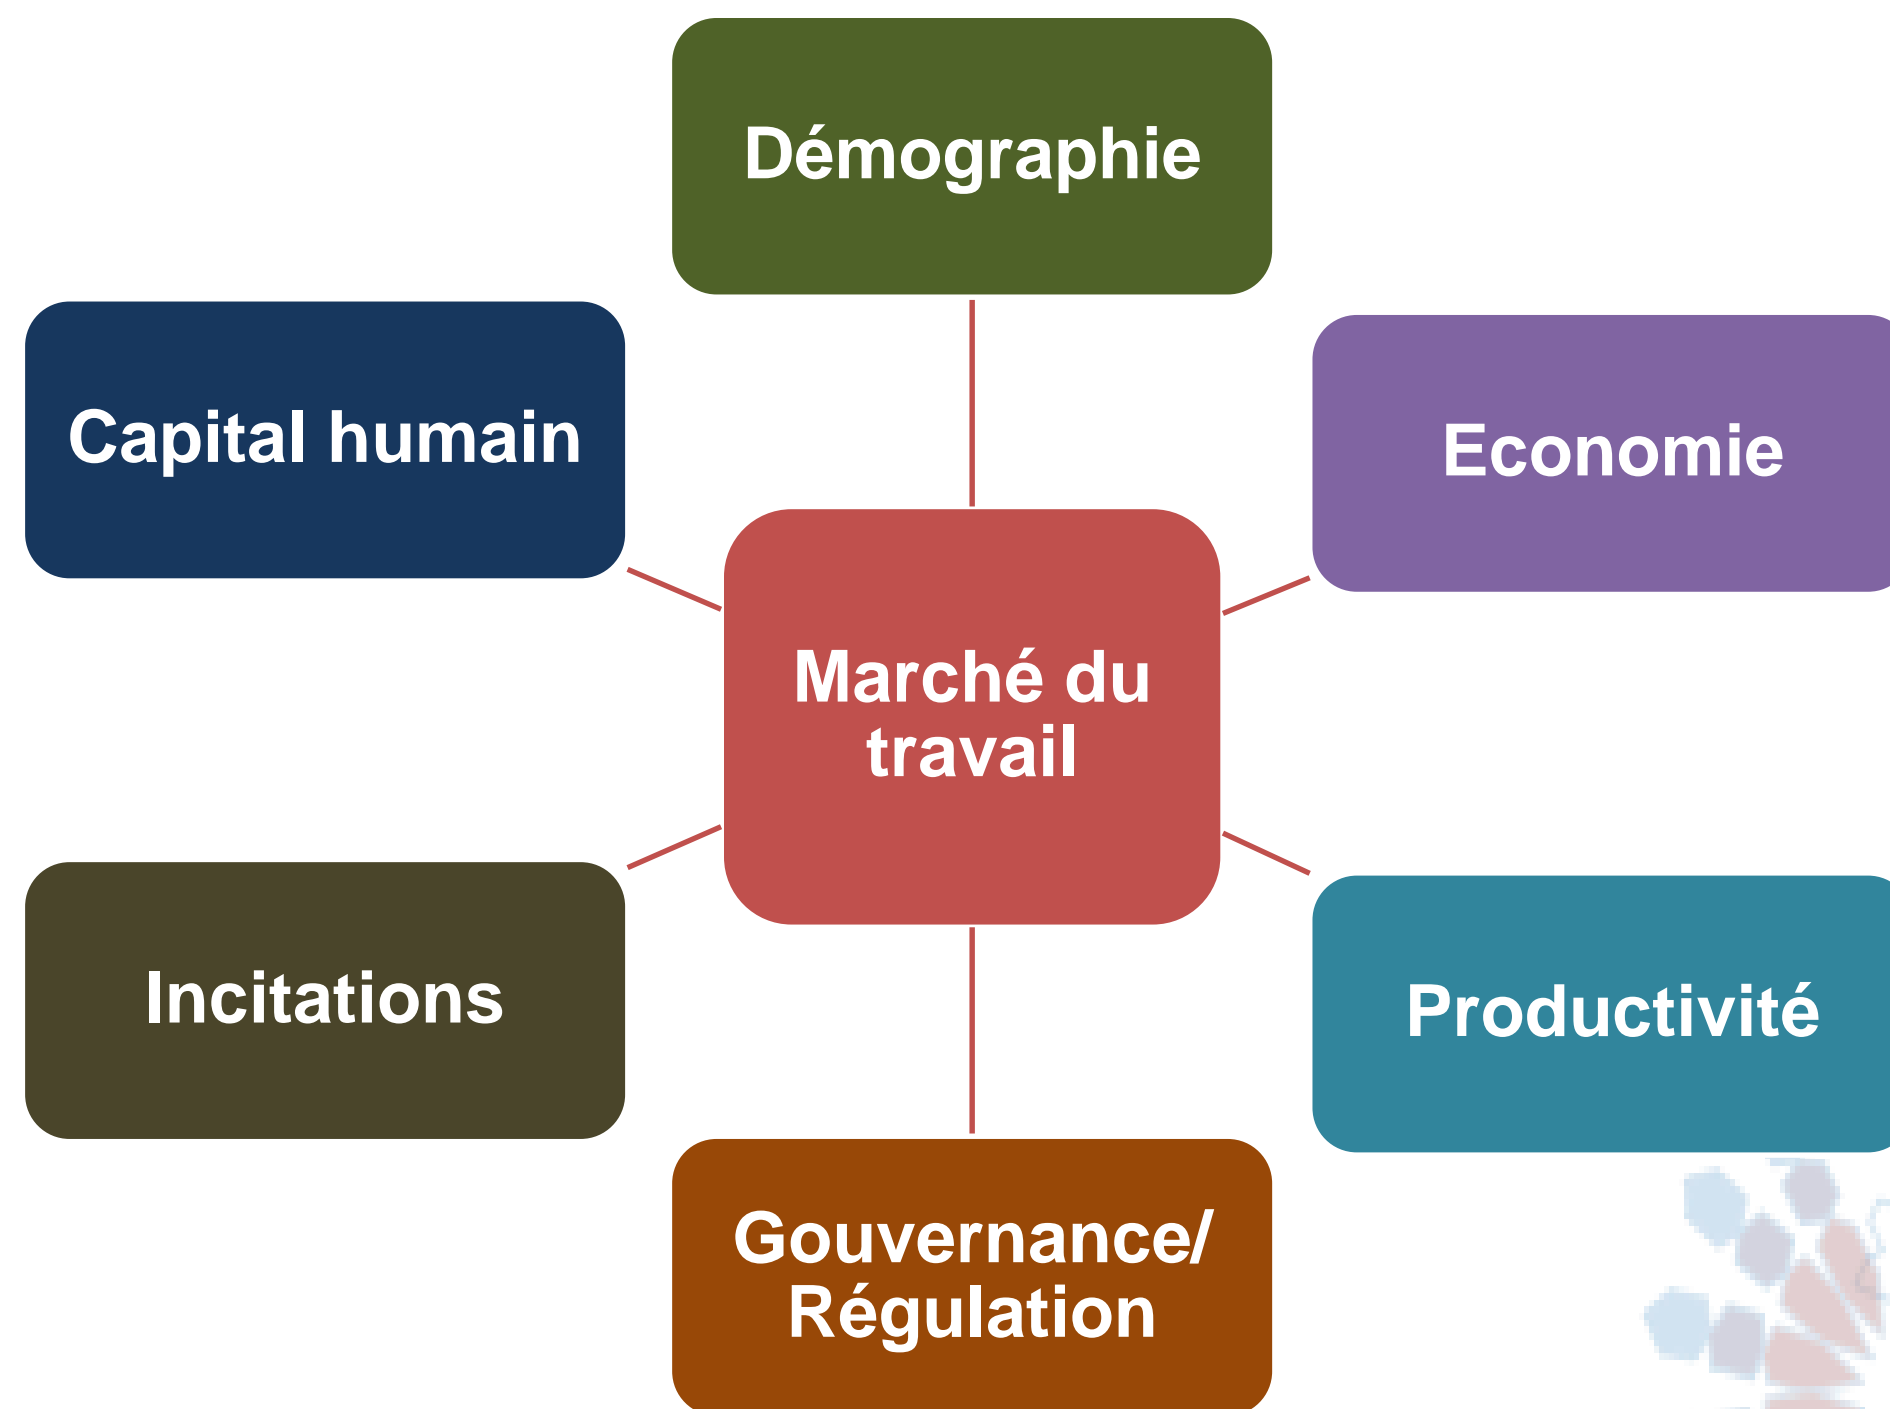 Démographie
Capital humain
Economie
Marché du
travail
Incitations
Productivité
Gouvernance/
Régulation